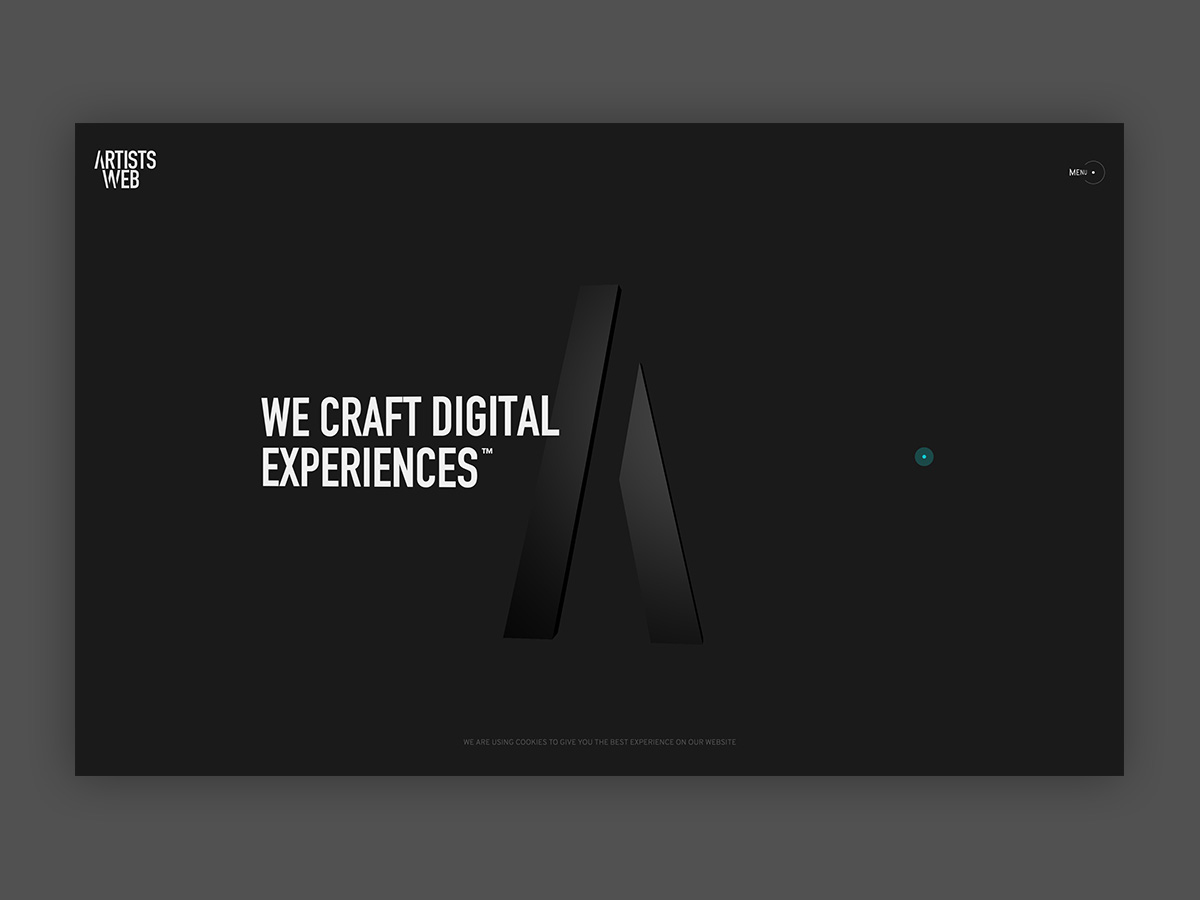 ARTISTS
WEB
MENU
WE CRAFT DIGITAL
EXPERIENCES™
WE ARE USING COOKIES TO GIVE YOU THE BEST EXPERIENCE ON OUR WEBSITE